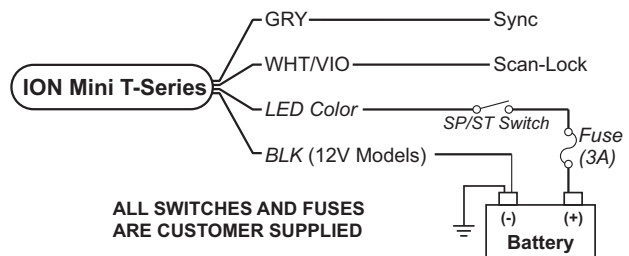 GRY Sync
WHT/VIO Scan-Lock
ION Mini T-Series
LED Color
SP/ST Switch
Fuse
(3A)
BLK (12V Models)
ALL SWITCHES AND FUSES
ARE CUSTOMER SUPPLIED
(-) (+)
Battery